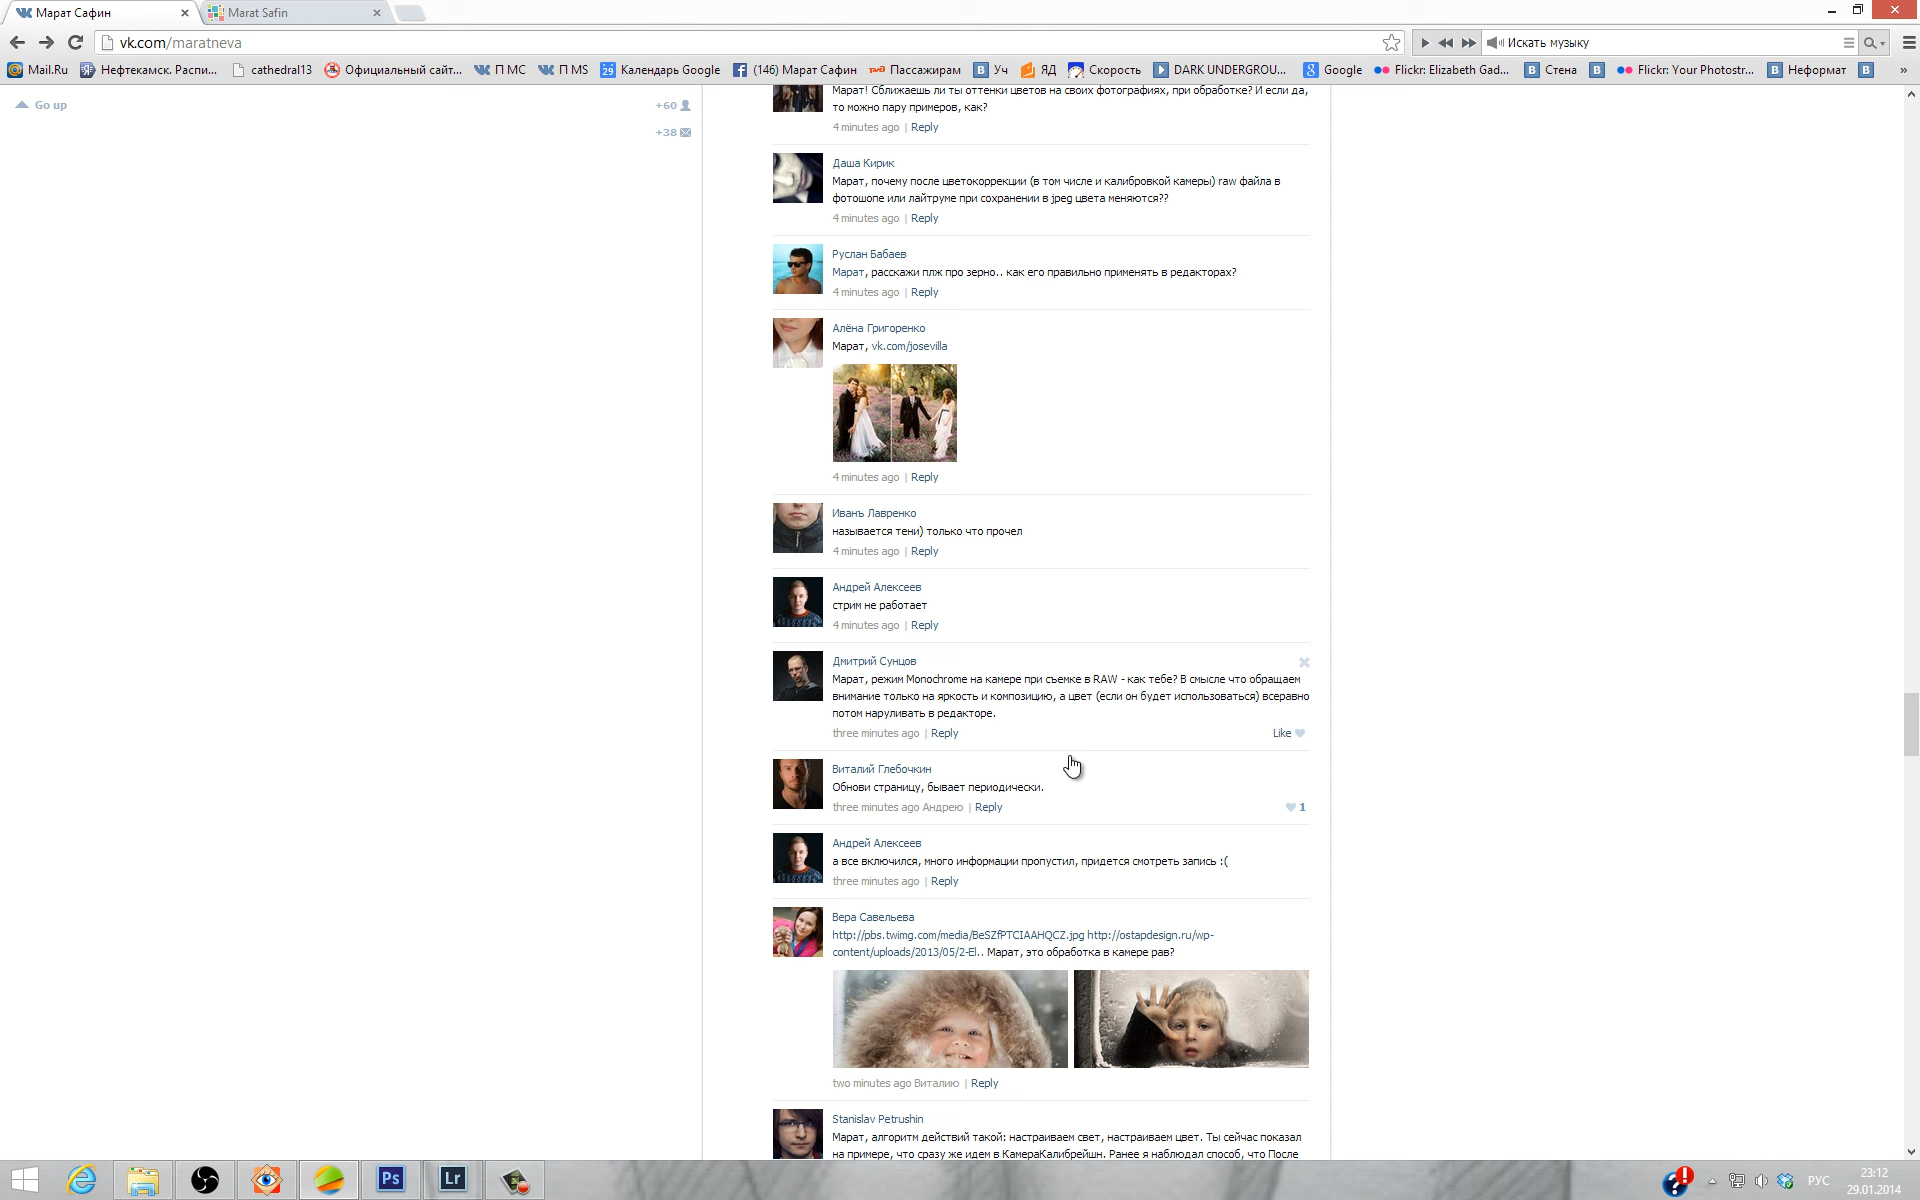 Марат Сафин
Marat Safin
vk.com/maratneva
Искать музыку
Mail.Ru
Нефтекамск. Распи...
cathedral13
Официальный сайт...
П МС
П MS
Календарь Google
(146) Марат Сафин
Пассажирам
Уч
ЯД
Скорость
DARK UNDERGROU...
Google
Flickr: Elizabeth Gad...
Стена
Flickr: Your Photostr...
Неформат
Go up
+60
+38
Марат! Сближаешь ли ты оттенки цветов на своих фотографиях, при обработке? И если да,
то можно пару примеров, как?
4 minutes ago | Reply
Даша Кирик
Марат, почему после цветокоррекции (в том числе и калибровкой камеры) raw файла в
фотошопе или лайтруме при сохранении в jpeg цвета меняются??
4 minutes ago | Reply
Руслан Бабаев
Марат, расскажи плж про зерно.. как его правильно применять в редакторах?
4 minutes ago | Reply
Алёна Григоренко
Марат, vk.com/josevilla
4 minutes ago | Reply
Иванъ Лавренко
называется тени) только что прочел
4 minutes ago | Reply
Андрей Алексеев
стрим не работает
4 minutes ago | Reply
Дмитрий Сунцов
Марат, режим Monochrome на камере при съемке в RAW - как тебе? В смысле что обращаем
внимание только на яркость и композицию, а цвет (если он будет использоваться) всеравно
потом наруливать в редакторе.
three minutes ago | Reply
Like
Виталий Глебочкин
Обнови страницу, бывает периодически.
three minutes ago Андрею | Reply
1
Андрей Алексеев
а все включился, много информации пропустил, придется смотреть запись :(
three minutes ago | Reply
Вера Савельева
http://pbs.twimg.com/media/BeSZfPTCIAAHQCZ.jpg http://ostapdesign.ru/wp-
content/uploads/2013/05/2-El.. Марат, это обработка в камере рав?
two minutes ago Виталию | Reply
Stanislav Petrushin
Марат, алгоритм действий такой: настраиваем свет, настраиваем цвет. Ты сейчас показал
на примере, что сразу же идем в КамераКалибрейшн. Ранее я наблюдал способ, что После
Ps
Lr
РУС
23:12
29.01.2014